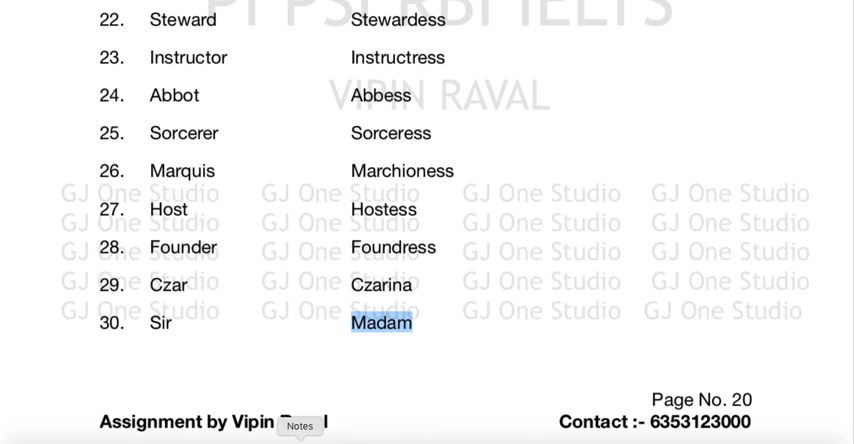 PI PSI RBI IELTS
22. Steward Stewardess
23. Instructor Instructress
24. Abbot Abbess
VIPIN RAVAL
25. Sorcerer Sorceress
26. Marquis Marchioness
GJ One Studio GJ One Studio GJ One Studio GJ One Studio
27. Host Hostess
GJ One Studio GJ One Studio GJ One Studio GJ One Studio
28. Founder Foundress
GJ One Studio GJ One Studio GJ One Studio GJ One Studio
29. Czar Czarina
GJ One Studio GJ One Studio GJ One Studio GJ One Studio
GJ One Studio GJ One Studio GJ One Studio GJ One Studio
30. Sir Madam
Page No. 20
Assignment by Vipin Contact :- 6353123000
Notes